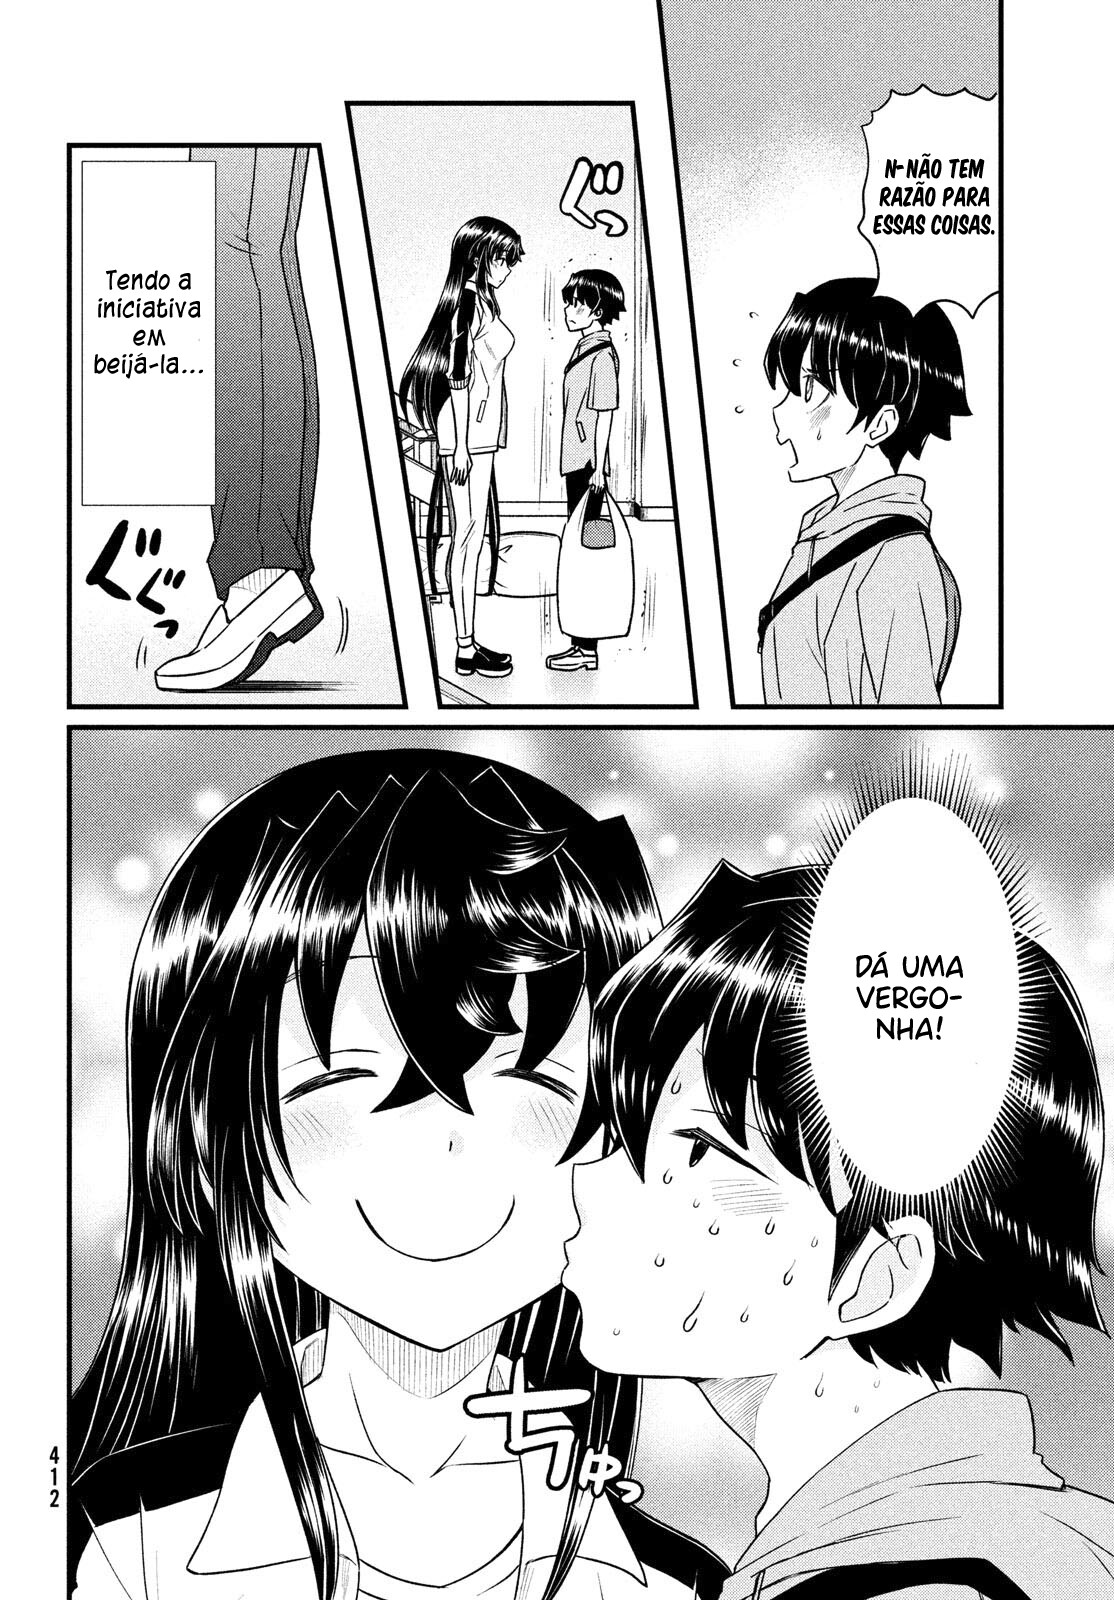 N-NÃO TEM
RAZÃO PARA
ESSAS COISAS.
ぐっ
Tendo a
iniciativa
em
beijá-la...
ぐぐっ
DÁ UMA
VERGO-
NHA!
ちゅっ
412